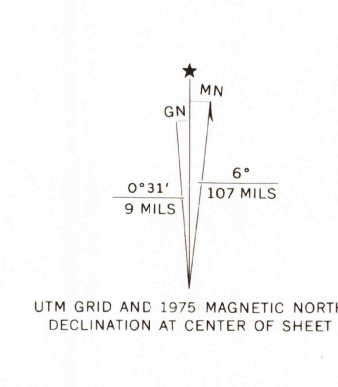 ★
MN
GN
6°
107 MILS
0°31′
9 MILS
UTM GRID AND 1975 MAGNETIC NORTH
DECLINATION AT CENTER OF SHEET